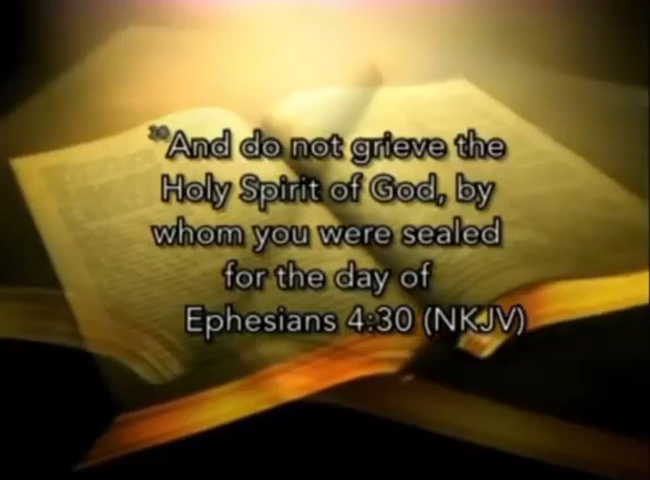 30And do not grieve the
Holy Spirit of God, by
whom you were sealed
for the day of
Ephesians 4:30 (NKJV)